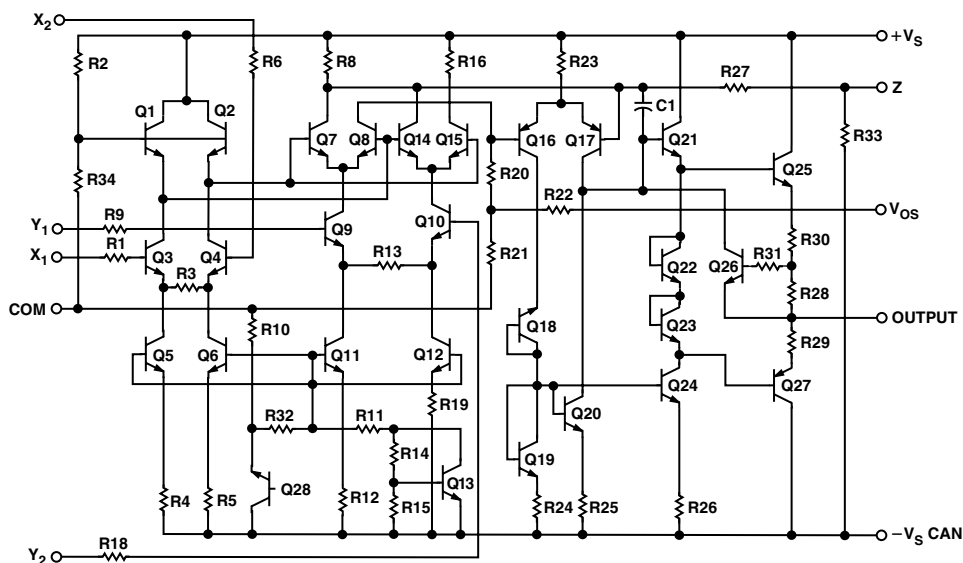 X2
+VS
R2
R6
R8
R16
R23
R27
Z
C1
Q1
Q2
Q7
Q8
Q14
Q15
Q16
Q17
Q21
R33
Q25
R34
R20
R22
VOS
Y1
R9
Q9
Q10
R30
X1
R1
Q3
Q4
R13
R21
Q22
Q26
R31
R3
R28
COM
R10
Q18
Q23
OUTPUT
R29
Q5
Q6
Q11
Q12
Q24
Q27
R19
Q20
R32
R11
R14
Q19
Q28
Q13
R4
R5
R12
R15
R24
R25
R26
−VS CAN
Y2
R18